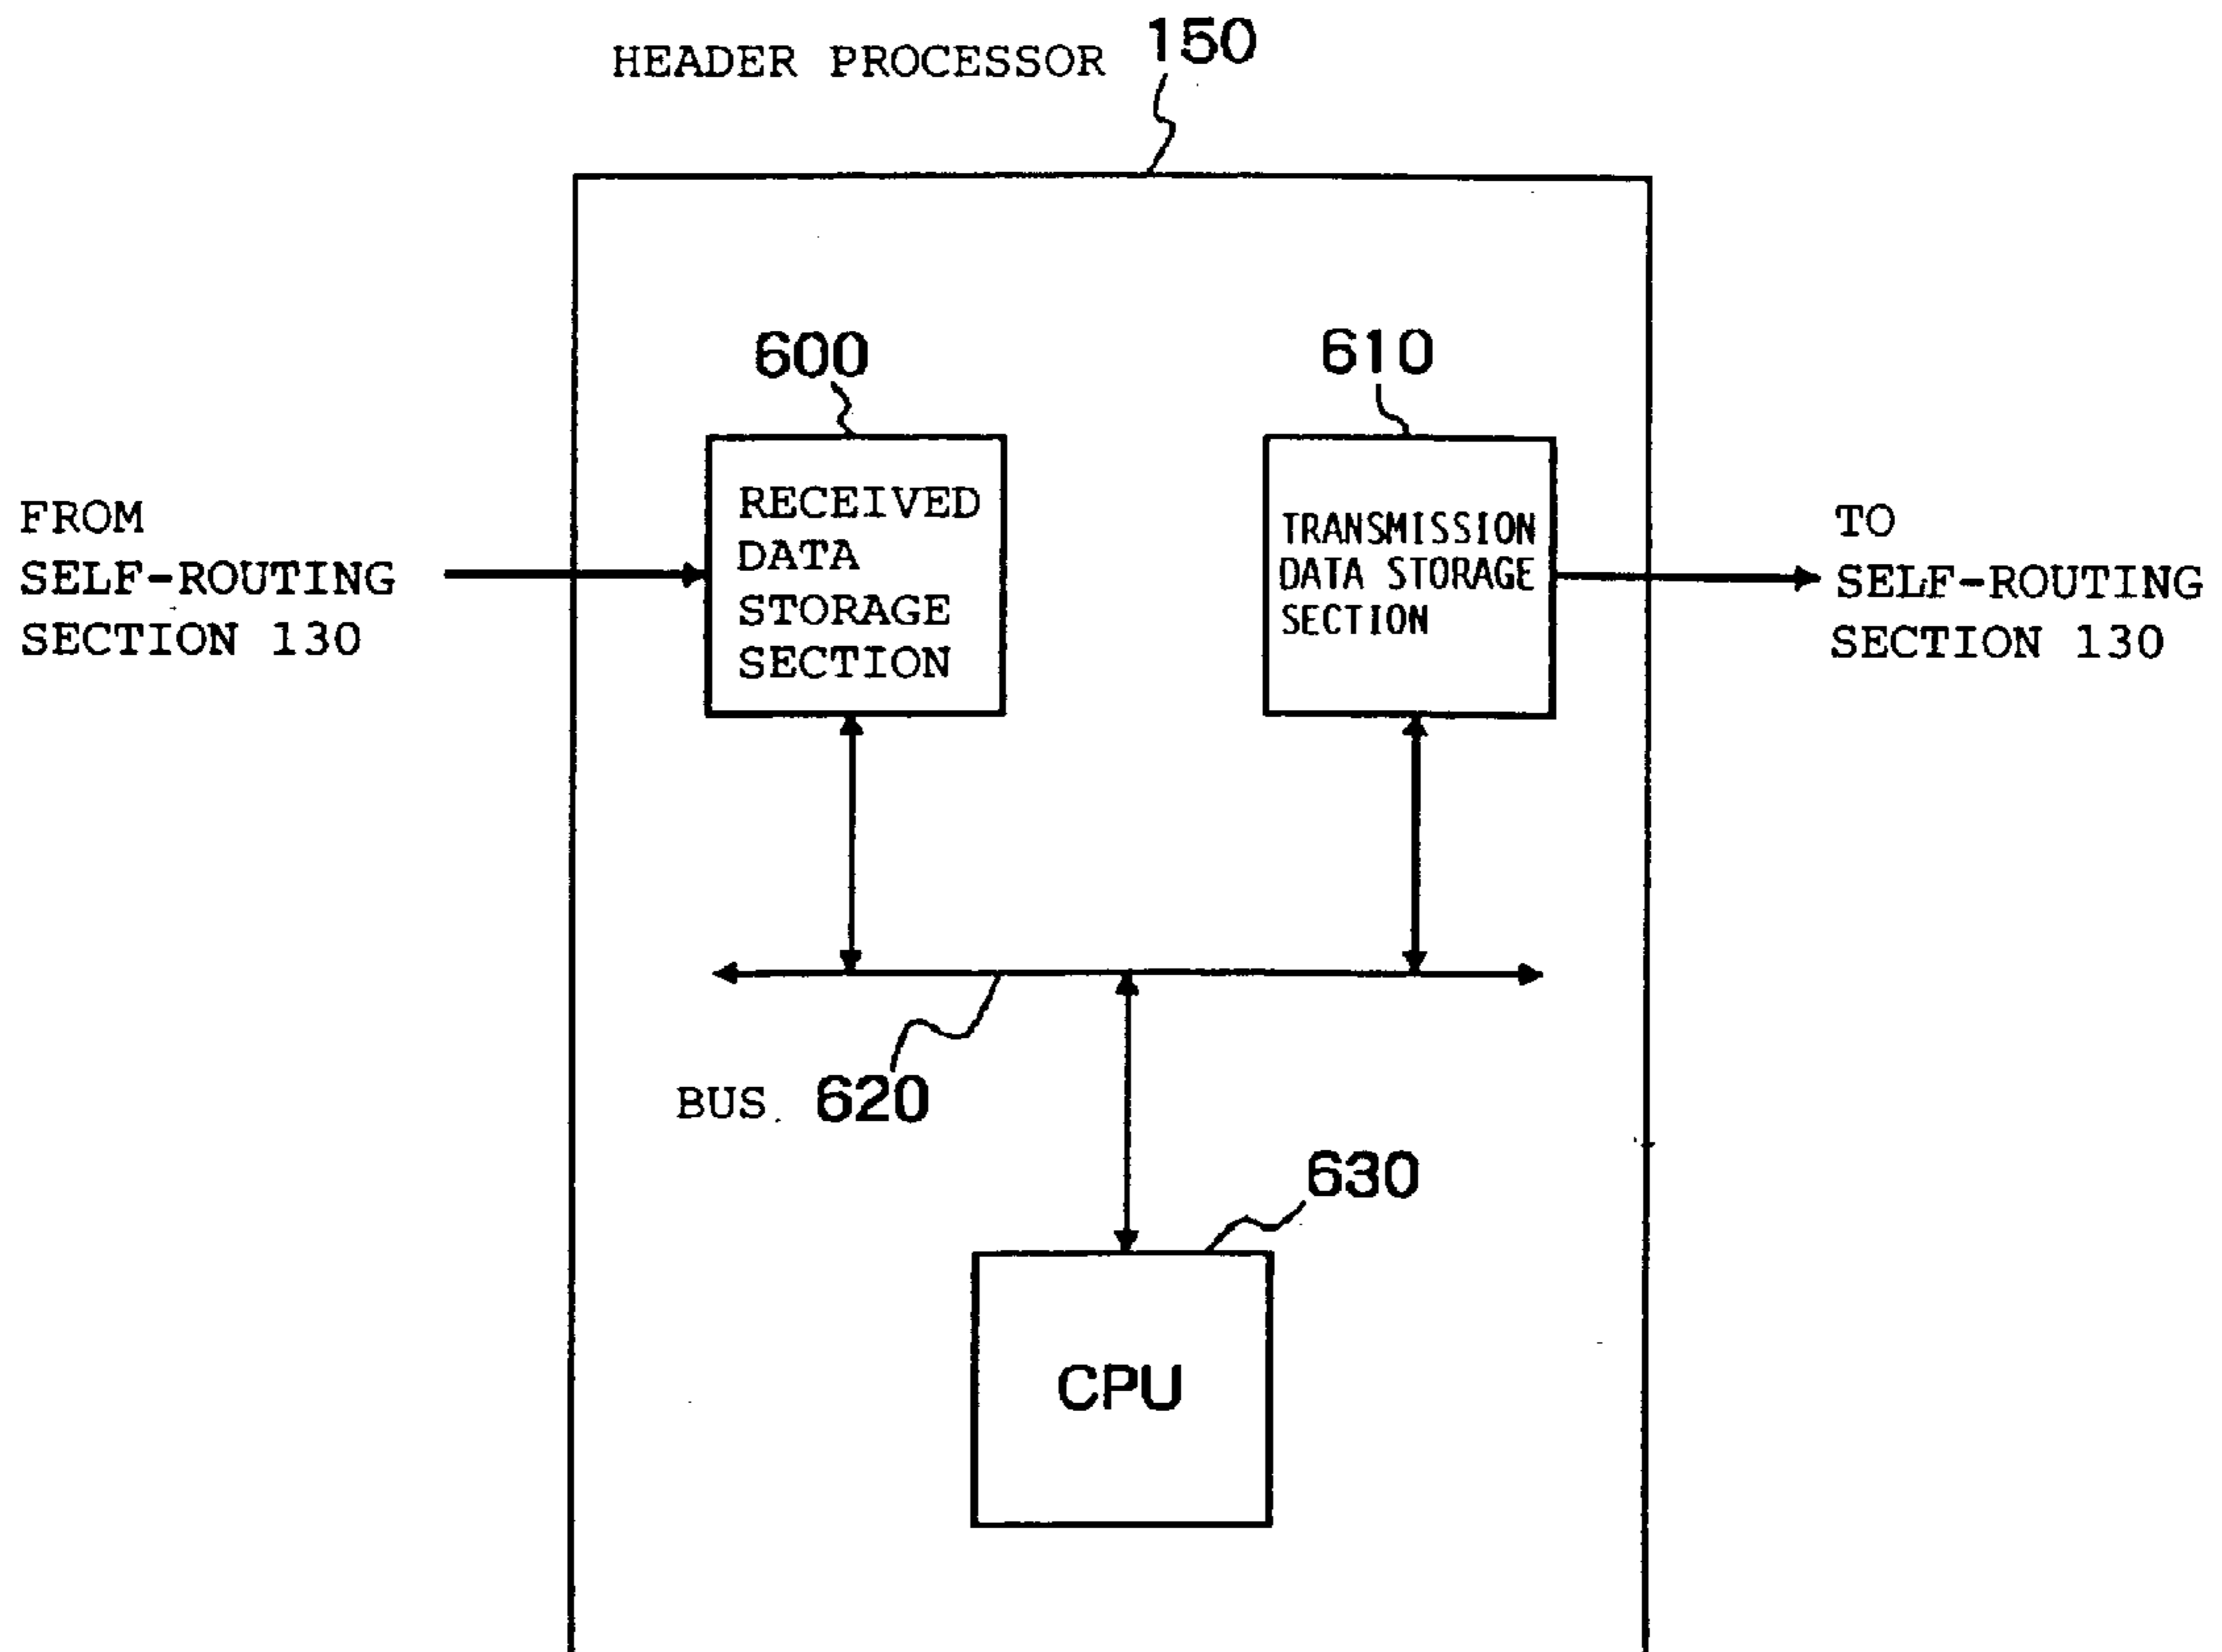 HEADER PROCESSOR 150
600
610
FROM
SELF-ROUTING
SECTION 130
RECEIVED
DATA
STORAGE
SECTION
TRANSMISSION
DATA STORAGE
SECTION
TO
SELF-ROUTING
SECTION 130
BUS 620
630
CPU